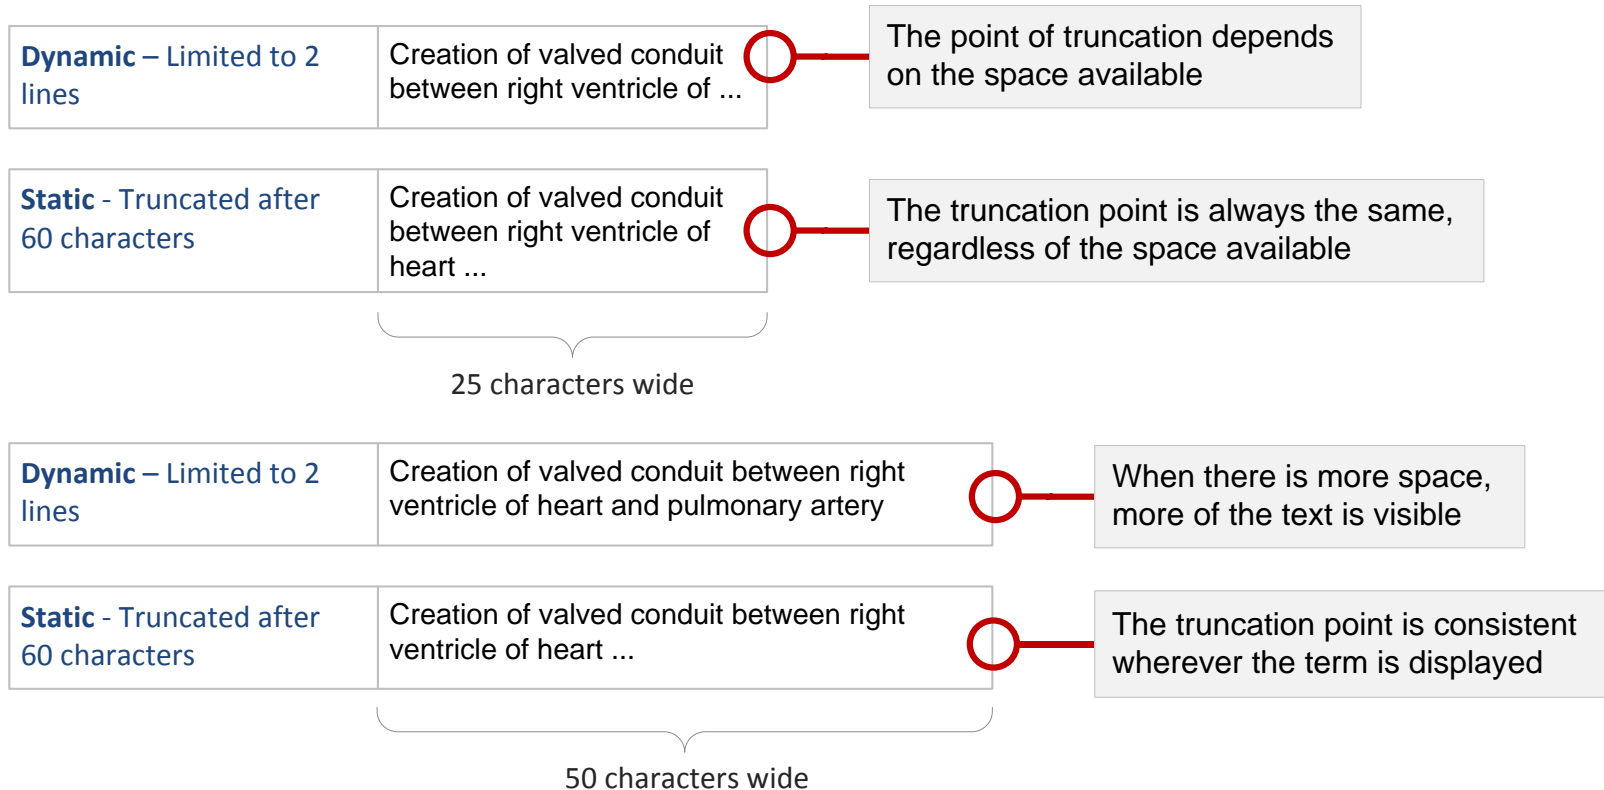 Dynamic – Limited to 2
lines
Creation of valved conduit
between right ventricle of ...
The point of truncation depends
on the space available
Static - Truncated after
60 characters
Creation of valved conduit
between right ventricle of
heart ...
The truncation point is always the same,
regardless of the space available
25 characters wide
Dynamic – Limited to 2
lines
Creation of valved conduit between right
ventricle of heart and pulmonary artery
When there is more space,
more of the text is visible
Static - Truncated after
60 characters
Creation of valved conduit between right
ventricle of heart ...
The truncation point is consistent
wherever the term is displayed
50 characters wide